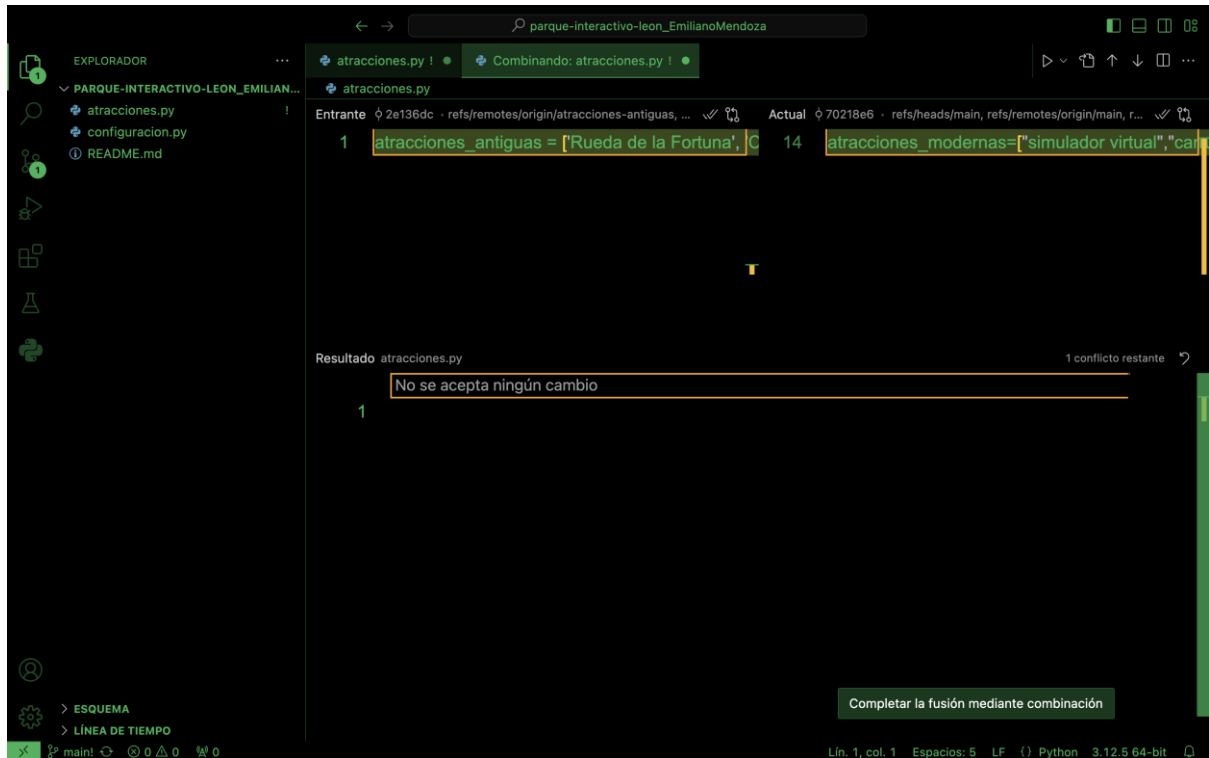 parque-interactivo-leon_EmilianoMendoza
EXPLORADOR
PARQUE-INTERACTIVO-LEON_EMILIAN...
atracciones.py !
configuracion.py
README.md
1
1
atracciones.py !
Combinando: atracciones.py !
atracciones.py
Entrante 2e136dc · refs/remotes/origin/atracciones-antiguas, ...
Actual 70218e6 · refs/heads/main, refs/remotes/origin/main, r...
1 atracciones_antiguas = ['Rueda de la Fortuna', 'C
14 atracciones_modernas=["simulador virtual","car
Resultado atracciones.py
1 conflicto restante
No se acepta ningún cambio
1
Completar la fusión mediante combinación
ESQUEMA
LÍNEA DE TIEMPO
main! 0 0 0
Lín. 1, col. 1 Espacios: 5 LF {} Python 3.12.5 64-bit